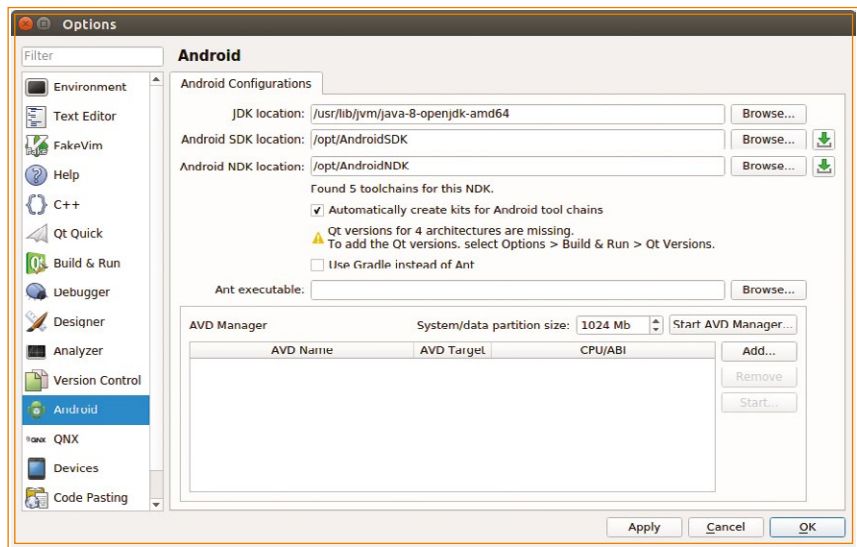 Options
Filter
Android
Environment
Text Editor
FakeVim
Help
C++
Qt Quick
Build & Run
Debugger
Designer
Analyzer
Version Control
Android
QNX
Devices
Code Pasting
Android Configurations
JDK location: /usr/lib/jvm/java-8-openjdk-amd64 Browse...
Android SDK location: /opt/AndroidSDK Browse...
Android NDK location: /opt/AndroidNDK Browse...
Found 5 toolchains for this NDK.
Automatically create kits for Android tool chains
Qt versions for 4 architectures are missing.
To add the Qt versions. select Options > Build & Run > Qt Versions.
Use Gradle instead of Ant
Ant executable: Browse...
AVD Manager System/data partition size: 1024 Mb Start AVD Manager...
AVD Name AVD Target CPU/ABI Add...
Remove
Start...
Apply Cancel OK